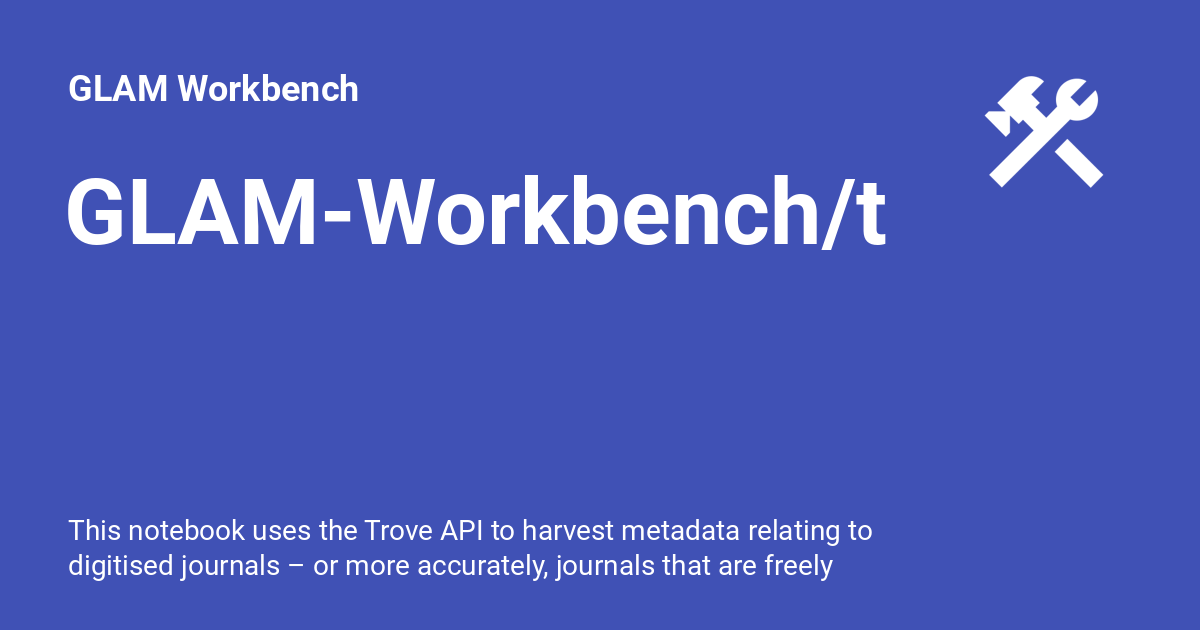 GLAM Workbench
GLAM-Workbench/t
This notebook uses the Trove API to harvest metadata relating to
digitised journals – or more accurately, journals that are freely